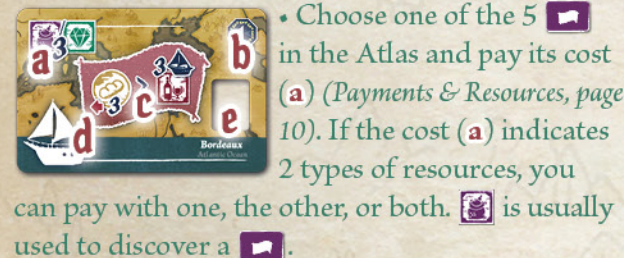 a 3
b
3
3
c
d
e
Bordeaux
Atlantic Ocean
• Choose one of the 5
in the Atlas and pay its cost
(a) (Payments & Resources, page
10). If the cost (a) indicates
2 types of resources, you
can pay with one, the other, or both. is usually
used to discover a .